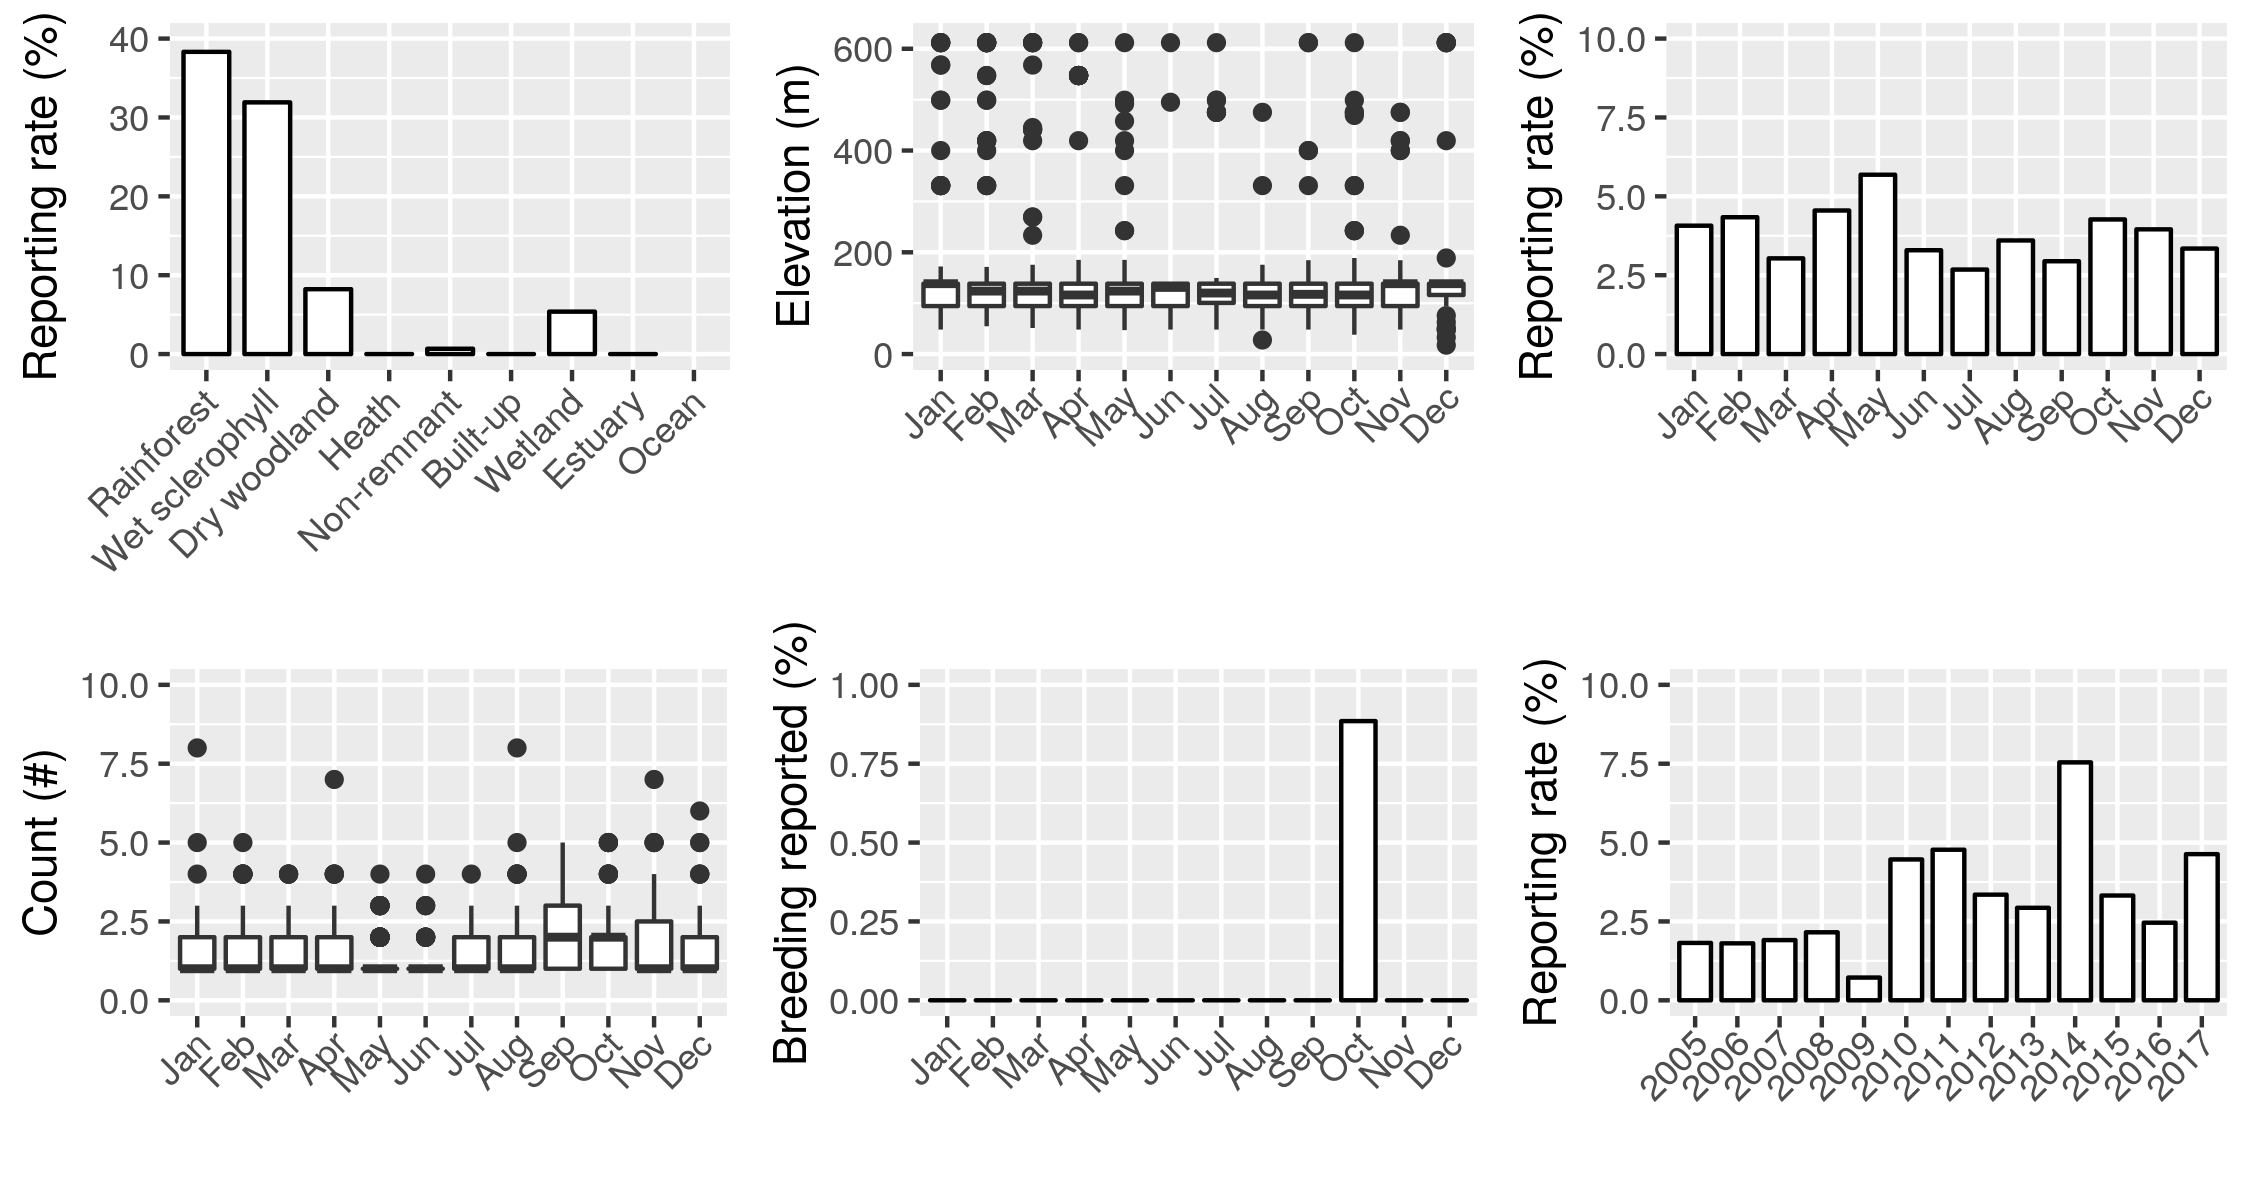 Reporting rate (%)
40
30
20
10
0
Rainforest
Wet sclerophyll
Dry woodland
Heath
Non-remnant
Built-up
Wetland
Estuary
Ocean
Elevation (m)
600
400
200
0
Jan
Feb
Mar
Apr
May
Jun
Jul
Aug
Sep
Oct
Nov
Dec
Reporting rate (%)
10.0
7.5
5.0
2.5
0.0
Jan
Feb
Mar
Apr
May
Jun
Jul
Aug
Sep
Oct
Nov
Dec
Count (#)
10.0
7.5
5.0
2.5
0.0
Jan
Feb
Mar
Apr
May
Jun
Jul
Aug
Sep
Oct
Nov
Dec
Breeding reported (%)
1.00
0.75
0.50
0.25
0.00
Jan
Feb
Mar
Apr
May
Jun
Jul
Aug
Sep
Oct
Nov
Dec
Reporting rate (%)
10.0
7.5
5.0
2.5
0.0
2005
2006
2007
2008
2009
2010
2011
2012
2013
2014
2015
2016
2017